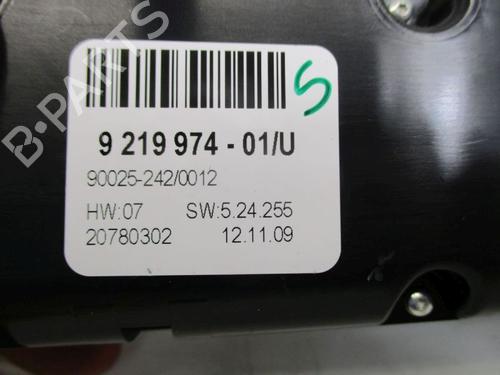 B-PARTS
S
9 219 974 - 01/U
90025-242/0012
HW:07 SW:5.24.255
20780302 12.11.09